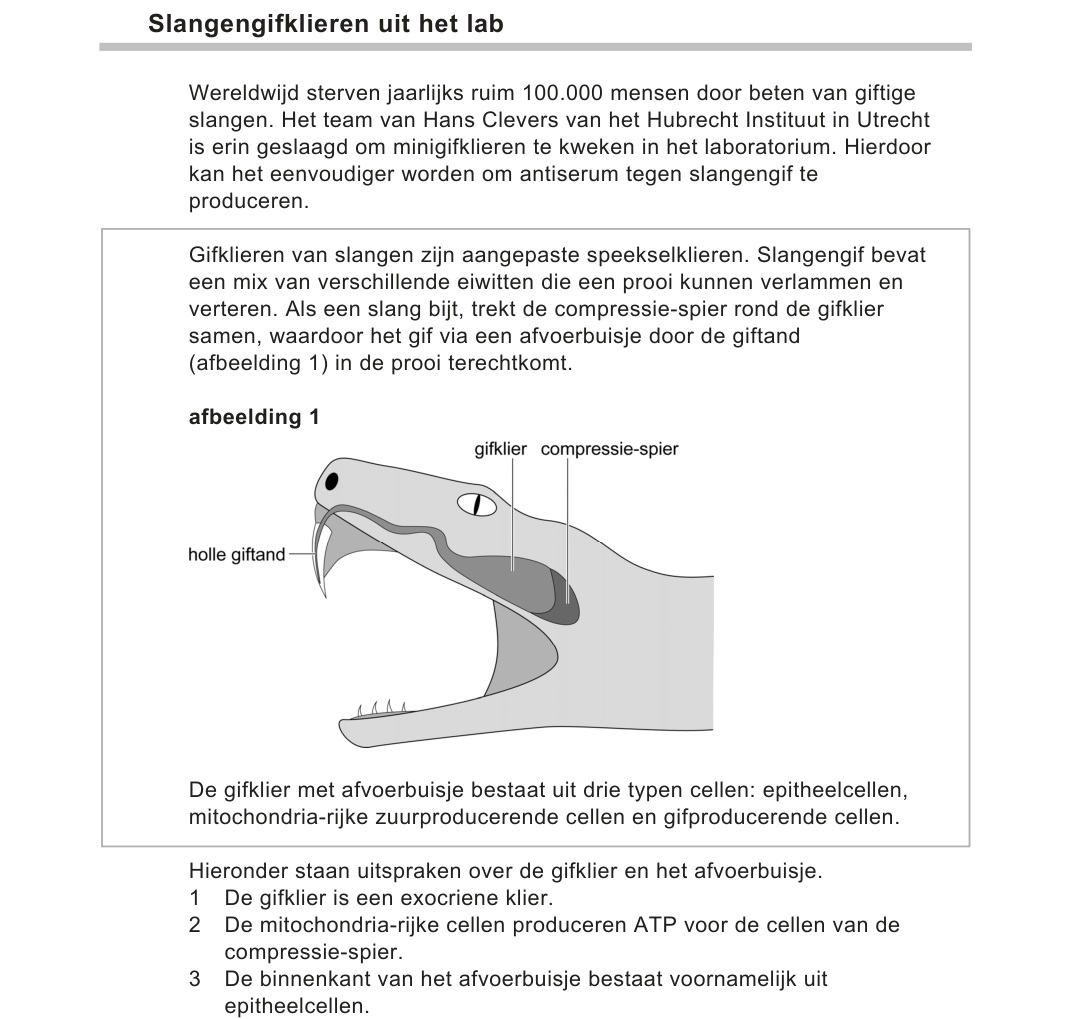 Slangengifklieren uit het lab
Wereldwijd sterven jaarlijks ruim 100.000 mensen door beten van giftige
slangen. Het team van Hans Clevers van het Hubrecht Instituut in Utrecht
is erin geslaagd om minigifklieren te kweken in het laboratorium. Hierdoor
kan het eenvoudiger worden om antiserum tegen slangengif te
produceren.
Gifklieren van slangen zijn aangepaste speekselklieren. Slangengif bevat
een mix van verschillende eiwitten die een prooi kunnen verlammen en
verteren. Als een slang bijt, trekt de compressie-spier rond de gifklier
samen, waardoor het gif via een afvoerbuisje door de giftand
(afbeelding 1) in de prooi terechtkomt.
afbeelding 1
gifklier compressie-spier
holle giftand
De gifklier met afvoerbuisje bestaat uit drie typen cellen: epitheelcellen,
mitochondria-rijke zuurproducerende cellen en gifproducerende cellen.
Hieronder staan uitspraken over de gifklier en het afvoerbuisje.
1 De gifklier is een exocriene klier.
2 De mitochondria-rijke cellen produceren ATP voor de cellen van de
compressie-spier.
3 De binnenkant van het afvoerbuisje bestaat voornamelijk uit
epitheelcellen.